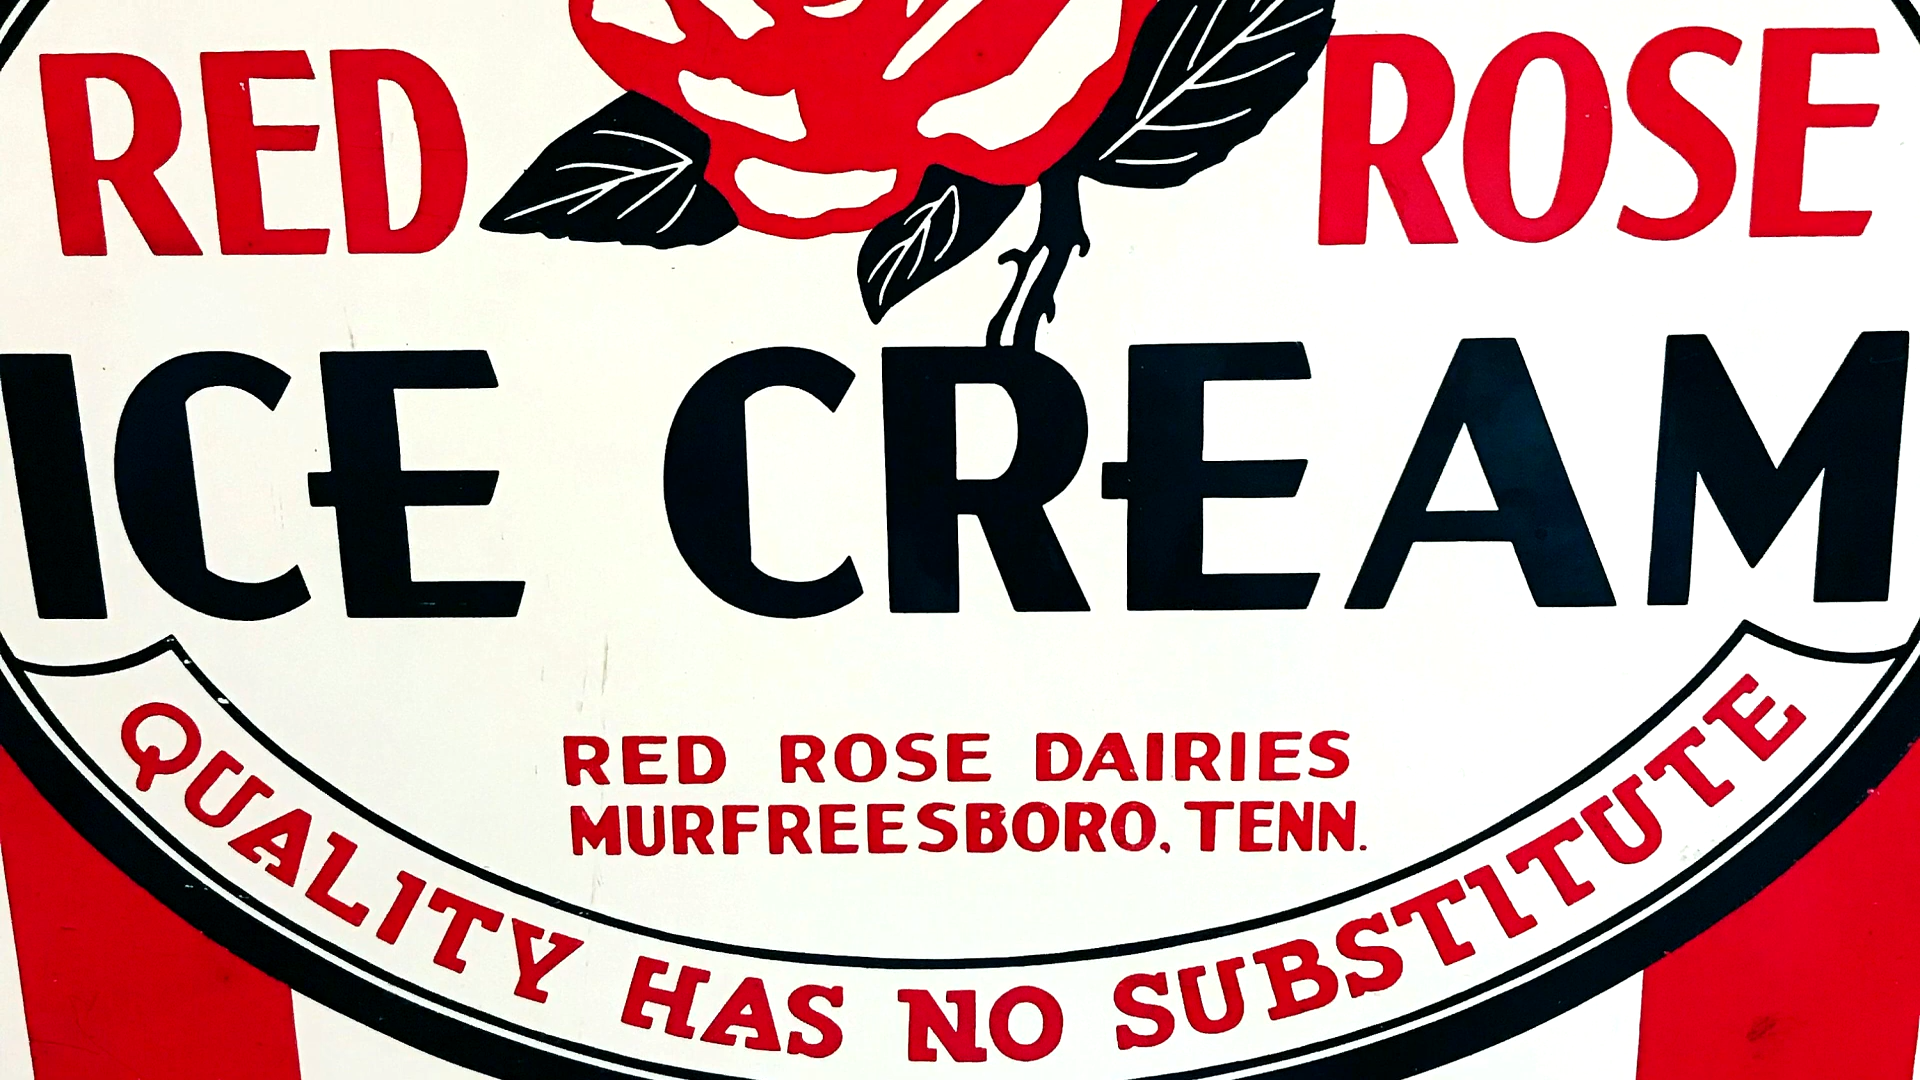 RED ROSE
ICE CREAM
RED ROSE DAIRIES
MURFREESBORO, TENN.
QUALITY HAS NO SUBSTITUTE